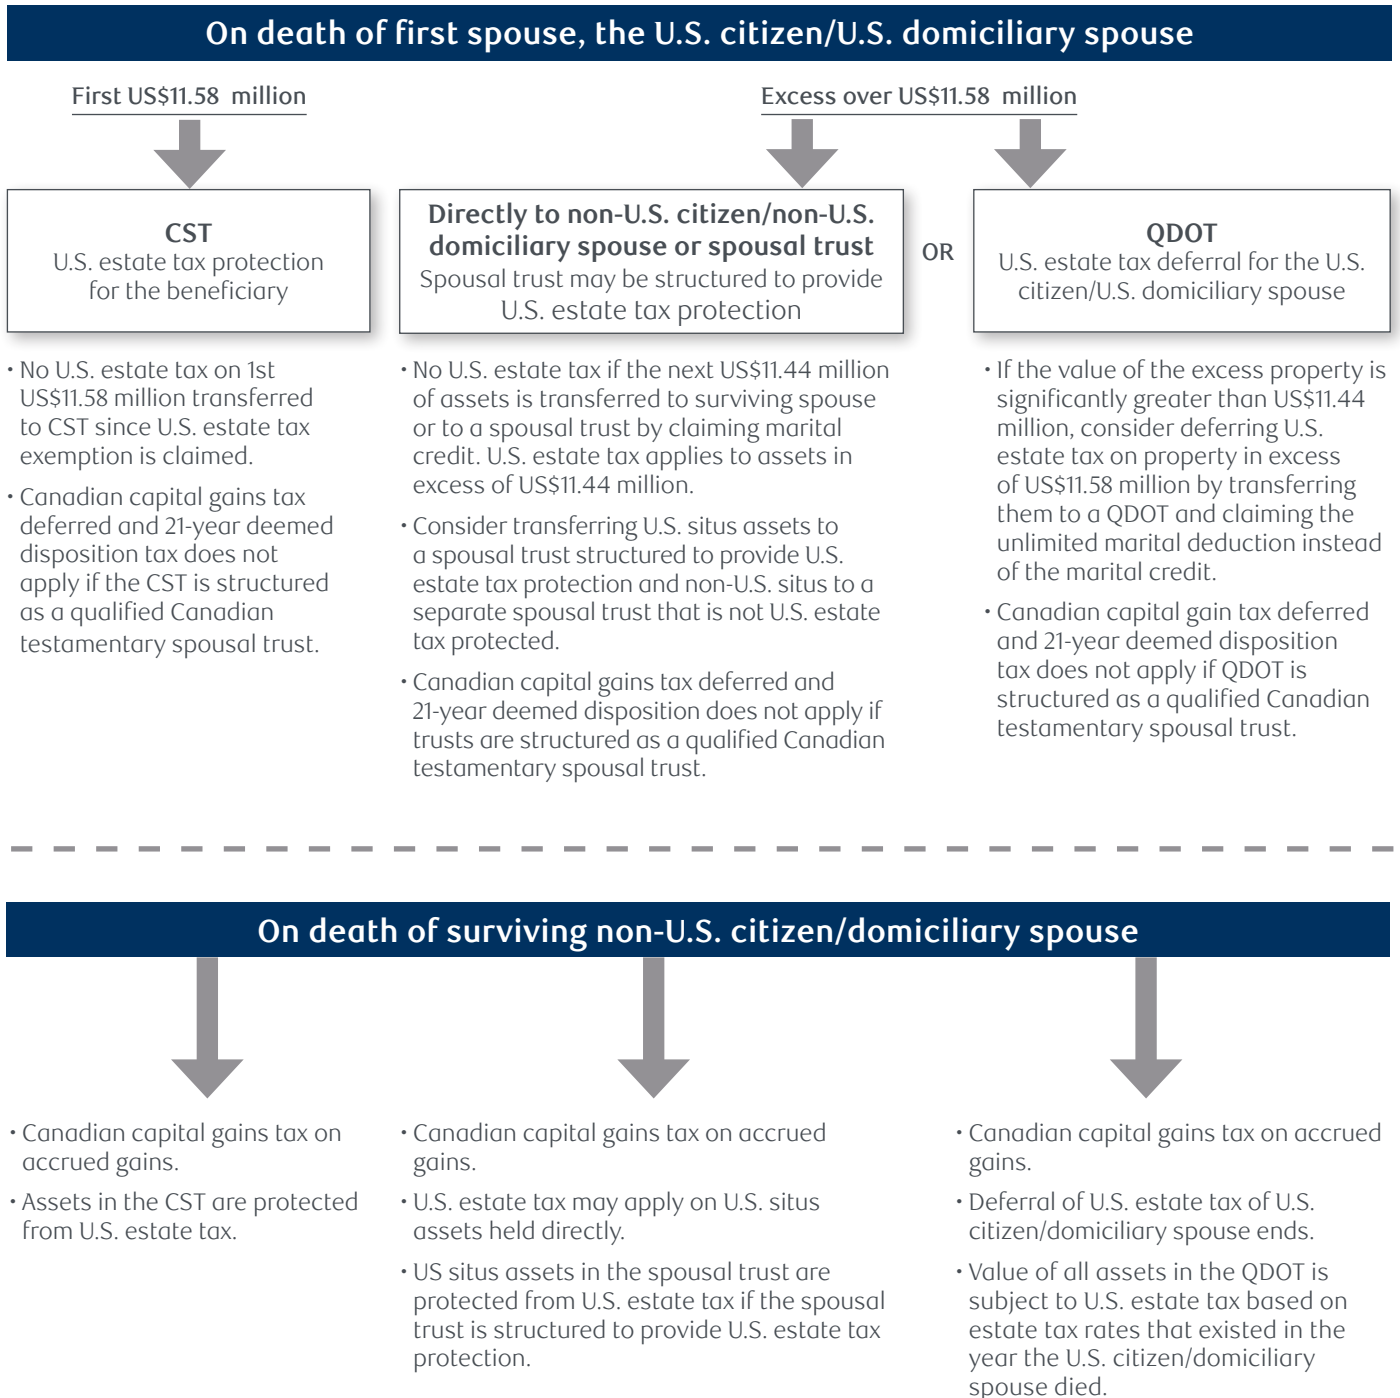 On death of first spouse, the U.S. citizen/U.S. domiciliary spouse
First US$11.58 million
Excess over US$11.58 million
CST
U.S. estate tax protection
for the beneficiary
Directly to non-U.S. citizen/non-U.S.
domiciliary spouse or spousal trust
Spousal trust may be structured to provide
U.S. estate tax protection
OR
QDOT
U.S. estate tax deferral for the U.S.
citizen/U.S. domiciliary spouse
• No U.S. estate tax on 1st
US$11.58 million transferred
to CST since U.S. estate tax
exemption is claimed.
• Canadian capital gains tax
deferred and 21-year deemed
disposition tax does not
apply if the CST is structured
as a qualified Canadian
testamentary spousal trust.
• No U.S. estate tax if the next US$11.44 million
of assets is transferred to surviving spouse
or to a spousal trust by claiming marital
credit. U.S. estate tax applies to assets in
excess of US$11.44 million.
• Consider transferring U.S. situs assets to
a spousal trust structured to provide U.S.
estate tax protection and non-U.S. situs to a
separate spousal trust that is not U.S. estate
tax protected.
• Canadian capital gains tax deferred and
21-year deemed disposition does not apply if
trusts are structured as a qualified Canadian
testamentary spousal trust.
• If the value of the excess property is
significantly greater than US$11.44
million, consider deferring U.S.
estate tax on property in excess
of US$11.58 million by transferring
them to a QDOT and claiming the
unlimited marital deduction instead
of the marital credit.
• Canadian capital gain tax deferred
and 21-year deemed disposition
tax does not apply if QDOT is
structured as a qualified Canadian
testamentary spousal trust.
On death of surviving non-U.S. citizen/domiciliary spouse
• Canadian capital gains tax on
accrued gains.
• Assets in the CST are protected
from U.S. estate tax.
• Canadian capital gains tax on accrued
gains.
• U.S. estate tax may apply on U.S. situs
assets held directly.
• US situs assets in the spousal trust are
protected from U.S. estate tax if the spousal
trust is structured to provide U.S. estate tax
protection.
• Canadian capital gains tax on accrued
gains.
• Deferral of U.S. estate tax of U.S.
citizen/domiciliary spouse ends.
• Value of all assets in the QDOT is
subject to U.S. estate tax based on
estate tax rates that existed in the
year the U.S. citizen/domiciliary
spouse died.